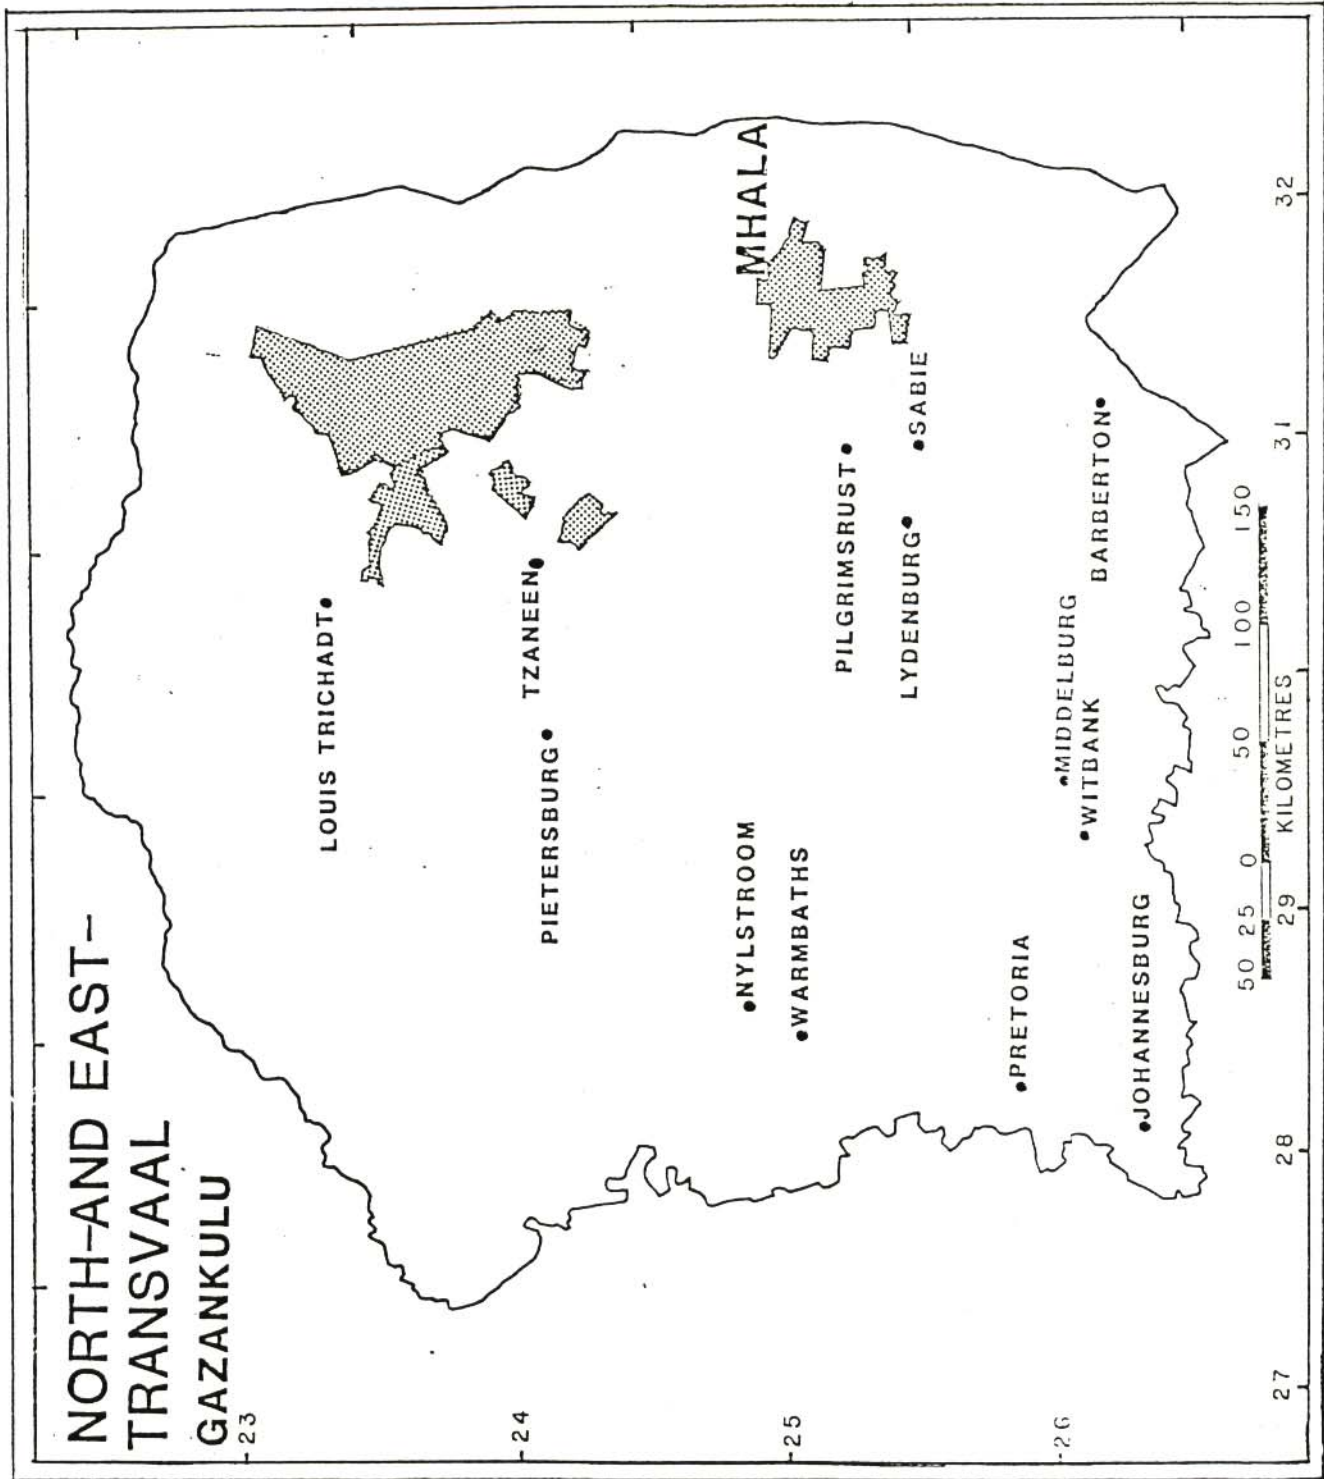 NORTH-AND EAST-
TRANSVAAL
GAZANKULU
LOUIS TRICHADT
TZANEEN
PIETERSBURG
MHALA
NYLSTROOM
WARMBATHS
PILGRIMSRUST
LYDENBURG
SABIE
PRETORIA
MIDDELBURG
WITBANK
BARBERTON
JOHANNESBURG
-23
-24
-25
-26
50 25 0 50 100 150
KILOMETRES
27 28 29 31 32